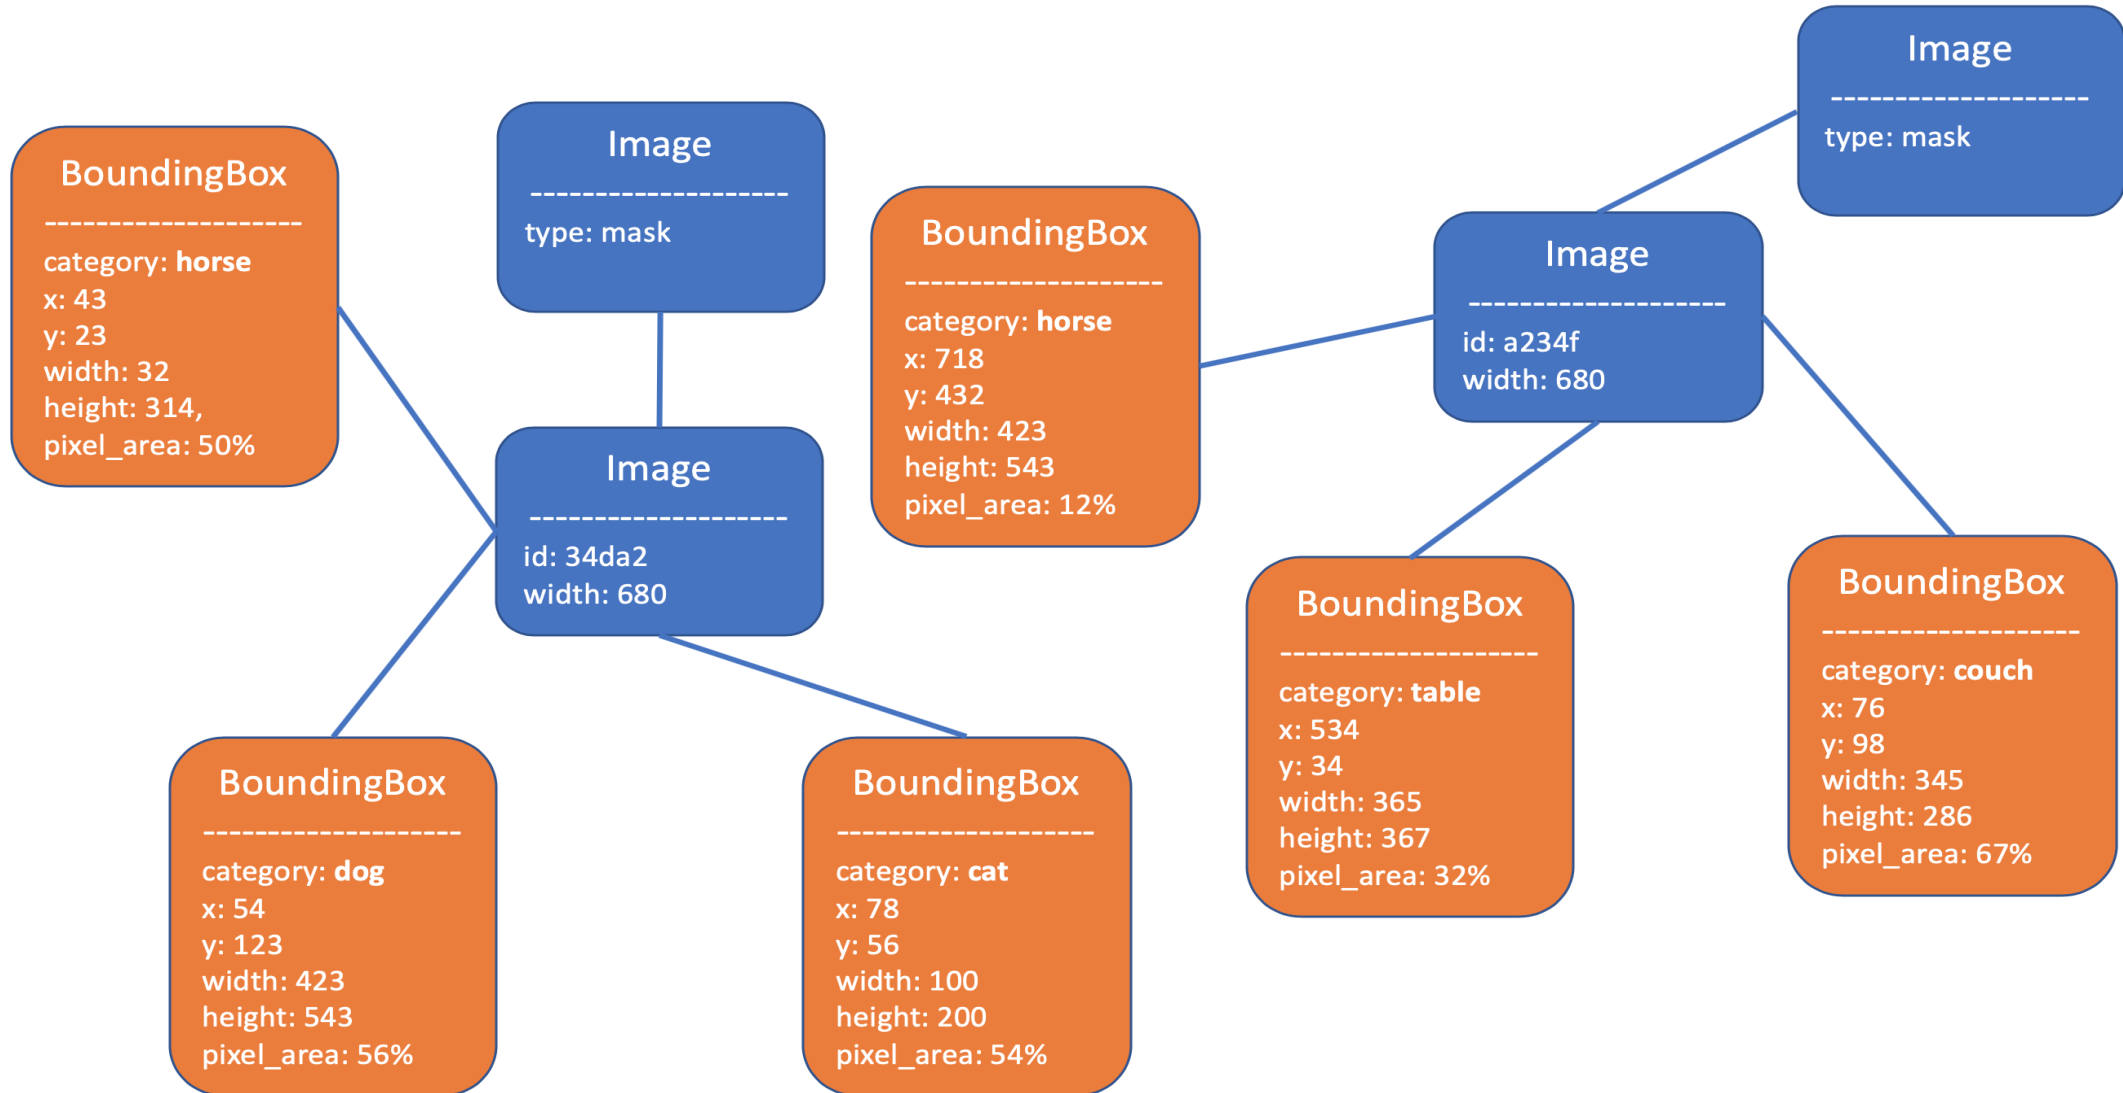 BoundingBox
--------------------
category: horse
x: 43
y: 23
width: 32
height: 314,
pixel_area: 50%
Image
--------------------
type: mask
Image
--------------------
id: 34da2
width: 680
BoundingBox
--------------------
category: dog
x: 54
y: 123
width: 423
height: 543
pixel_area: 56%
BoundingBox
--------------------
category: cat
x: 78
y: 56
width: 100
height: 200
pixel_area: 54%
BoundingBox
--------------------
category: horse
x: 718
y: 432
width: 423
height: 543
pixel_area: 12%
Image
--------------------
type: mask
Image
--------------------
id: a234f
width: 680
BoundingBox
--------------------
category: table
x: 534
y: 34
width: 365
height: 367
pixel_area: 32%
BoundingBox
--------------------
category: couch
x: 76
y: 98
width: 345
height: 286
pixel_area: 67%